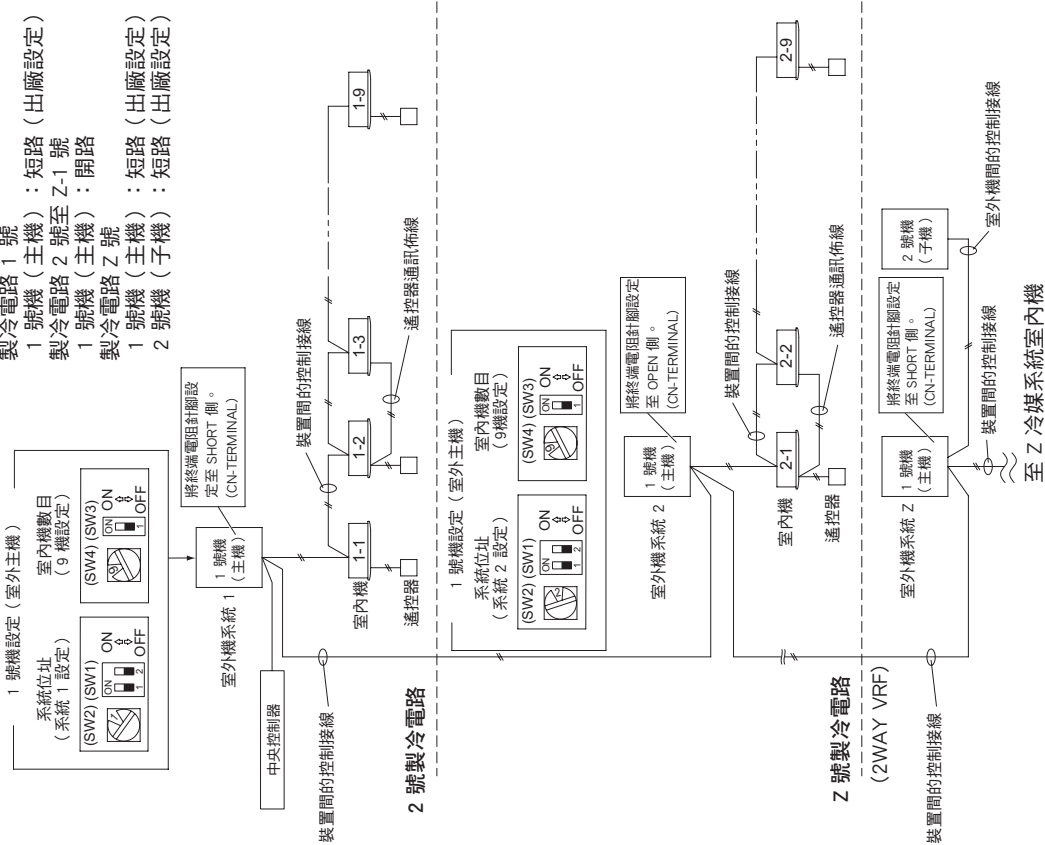 製冷電路 1 號
1 號機（主機）：短路（出廠設定）
製冷電路 2 號至 Z-1 號
1 號機（主機）：開路
製冷電路 Z 號
1 號機（主機）：短路（出廠設定）
2 號機（子機）：短路（出廠設定）
1 號機設定（室外主機）
系統位址
（系統 1 設定）
(SW2) (SW1)
ON
1 2
ON
OFF
室內機數目
（9 機設定）
(SW4) (SW3)
9
ON
1
ON
OFF
將終端電阻針腳設
定至 SHORT 側。
(CN-TERMINAL)
1 號機
（主機）
室外機系統 1
中央控制器
裝置間的控制接線
裝置間的控制接線
1-1
1-2
1-3
1-9
室內機
遙控器
遙控器通訊佈線
2 號製冷電路
1 號機設定（室外主機）
系統位址
（系統 2 設定）
(SW2) (SW1)
2
ON
1 2
ON
OFF
室內機數目
（9機設定）
(SW4) (SW3)
9
ON
1
ON
OFF
將終端電阻針腳設定
至 OPEN 側。
(CN-TERMINAL)
1 號機
（主機）
室外機系統 2
裝置間的控制接線
2-1
2-2
2-9
室內機
遙控器
遙控器通訊佈線
Z 號製冷電路
(2WAY VRF)
將終端電阻針腳設定
至 SHORT 側。
(CN-TERMINAL)
1 號機
（主機）
2 號機
（子機）
室外機系統 Z
裝置間的控制接線
裝置間的控制接線
室外機間的控制接線
至 Z 冷媒系統室內機